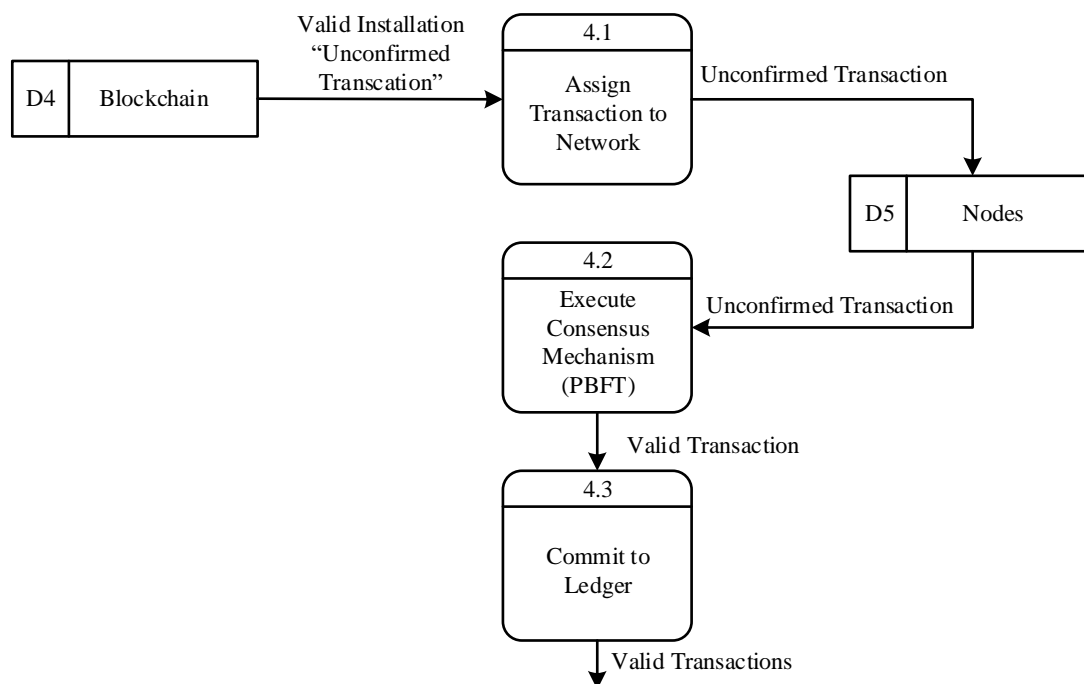 Valid Installation
“Unconfirmed
Transcation”
D4
Blockchain
4.1
Assign
Transaction to
Network
Unconfirmed Transaction
D5
Nodes
4.2
Execute
Consensus
Mechanism
(PBFT)
Unconfirmed Transaction
Valid Transaction
4.3
Commit to
Ledger
Valid Transactions